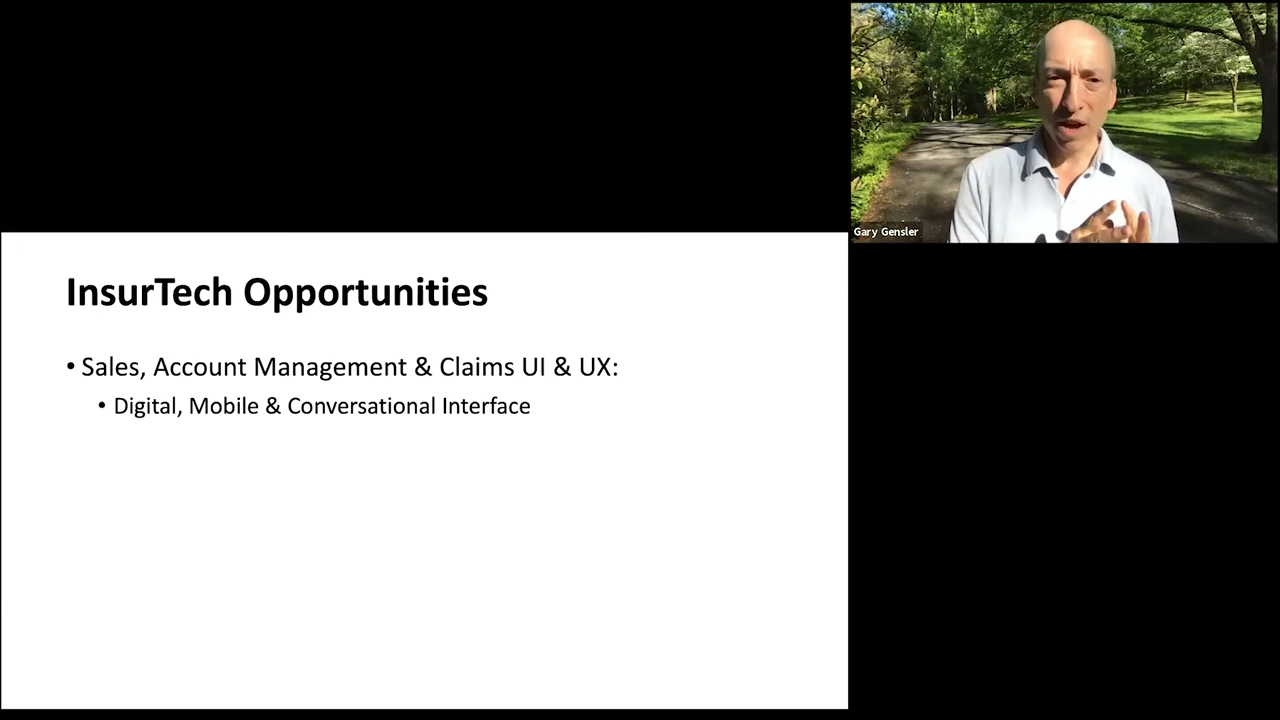 Gary Gensler
InsurTech Opportunities
• Sales, Account Management & Claims UI & UX:
• Digital, Mobile & Conversational Interface